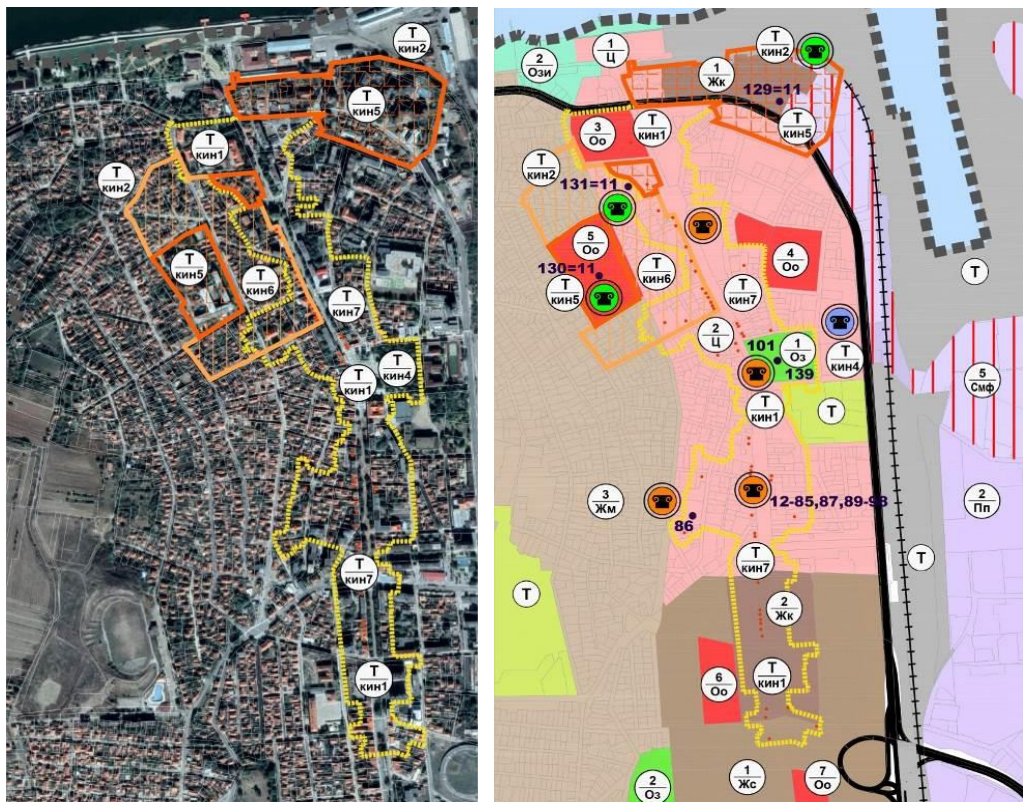 Т
кин2
Т
кин5
Т
кин1
Т
кин2
Т
кин5
Т
кин6
Т
кин7
Т
кин4
Т
кин1
Т
кин7
Т
кин1
1
Ц
2
Ози
Т
кин2
1
Жк
129=11
3
Оо
Т
кин1
Т
кин5
Т
кин2
131=11
5
Оо
4
Оо
Т
Т
кин6
130=11
Т
кин5
Т
кин7
2
Ц
101
1
Оз
139
Т
кин4
5
Смф
Т
кин1
Т
3
Жм
12-85,87,89-98
86
2
Пп
Т
кин7
Т
Т
2
Жк
6
Оо
Т
кин1
2
Оз
1
Жс
7
Оо